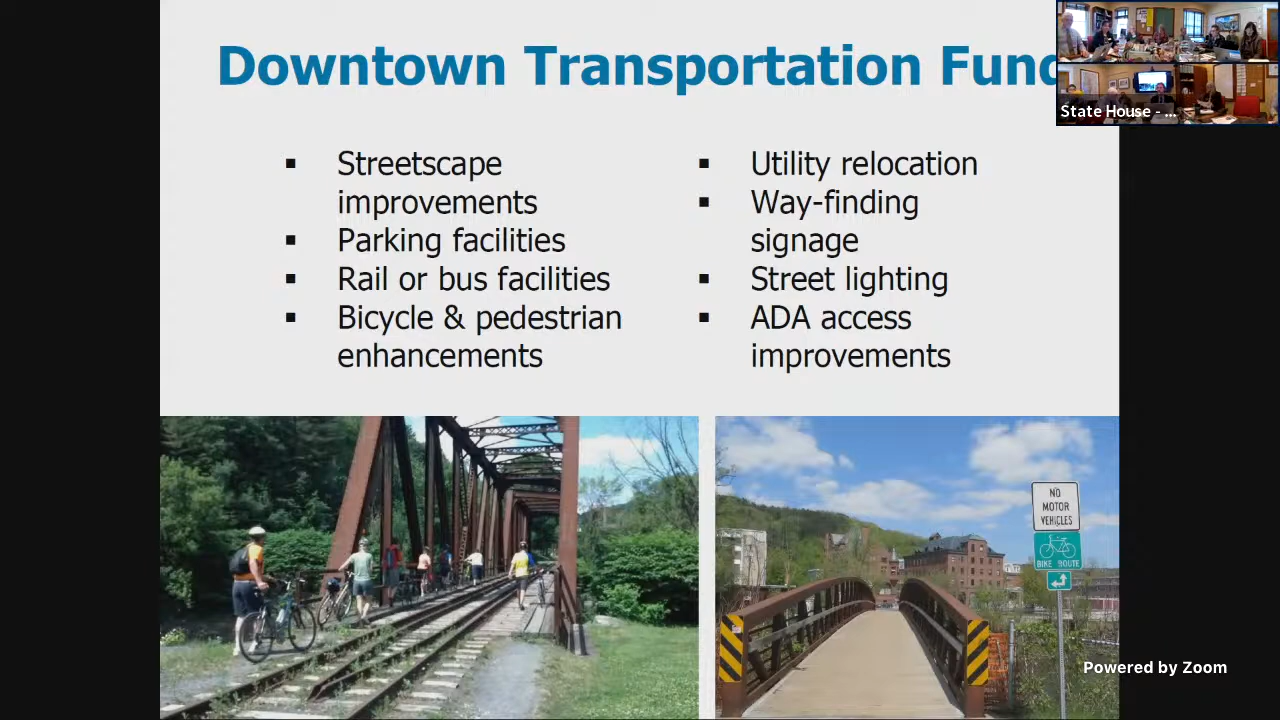 Downtown Transportation Fund
State House - ...
▪ Streetscape
improvements
▪ Parking facilities
▪ Rail or bus facilities
▪ Bicycle & pedestrian
enhancements
▪ Utility relocation
▪ Way-finding
signage
▪ Street lighting
▪ ADA access
improvements
NO
MOTOR
VEHICLES
BIKE ROUTE
Powered by Zoom